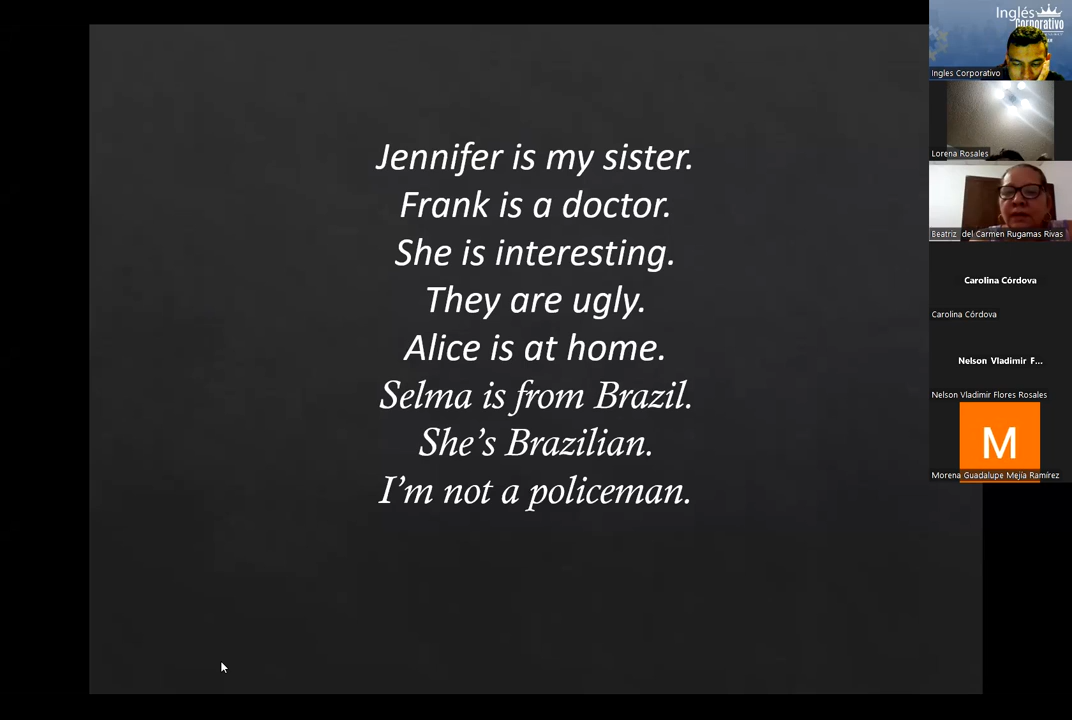 Jennifer is my sister.
Frank is a doctor.
She is interesting.
They are ugly.
Alice is at home.
Selma is from Brazil.
She's Brazilian.
I'm not a policeman.
Inglés
Corporativo
Ingles Corporativo
Lorena Rosales
Beatriz del Carmen Rugamas Rivas
Carolina Córdova
Carolina Córdova
Nelson Vladimir F...
Nelson Vladimir Flores Rosales
M
Morena Guadalupe Mejía Ramírez